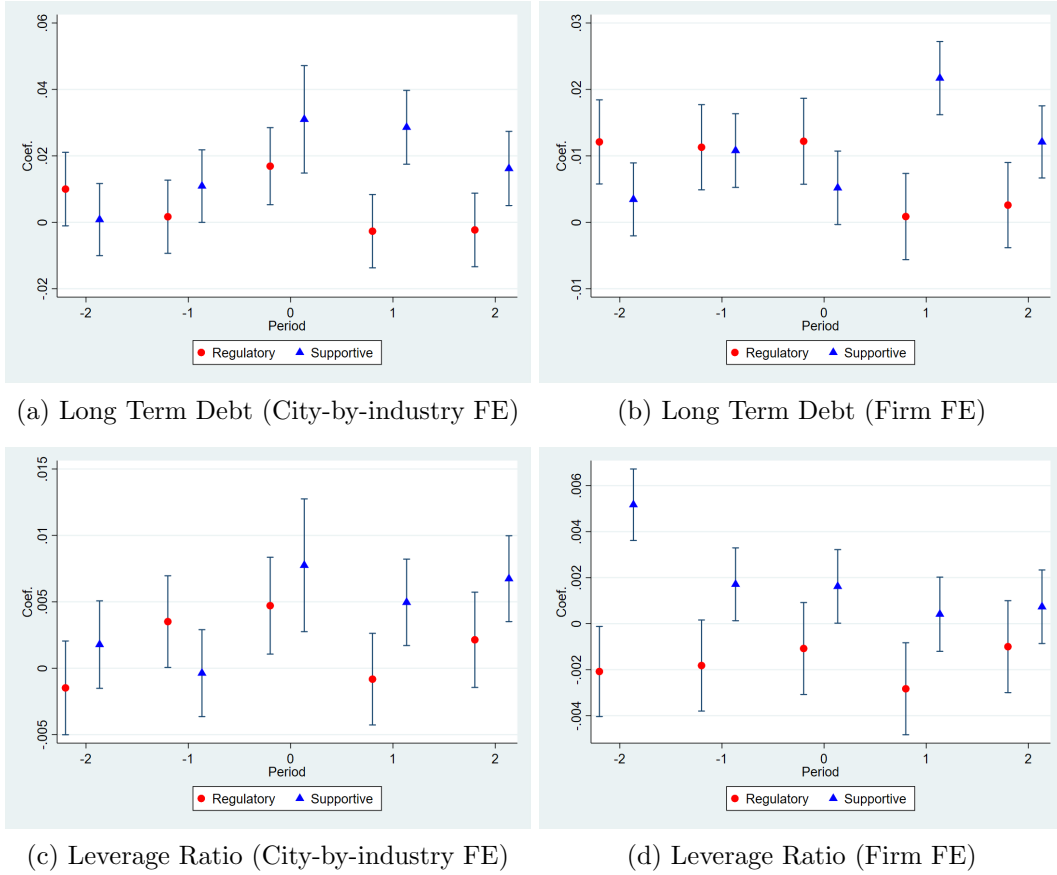 .06
.04
.02
0
-.02
Coef.
-2 -1 0 1 2
Period
Regulatory Supportive
(a) Long Term Debt (City-by-industry FE)
.03
.02
.01
0
-.01
Coef.
-2 -1 0 1 2
Period
Regulatory Supportive
(b) Long Term Debt (Firm FE)
.015
.01
.005
0
-.005
Coef.
-2 -1 0 1 2
Period
Regulatory Supportive
(c) Leverage Ratio (City-by-industry FE)
.006
.004
.002
0
-.002
-.004
Coef.
-2 -1 0 1 2
Period
Regulatory Supportive
(d) Leverage Ratio (Firm FE)